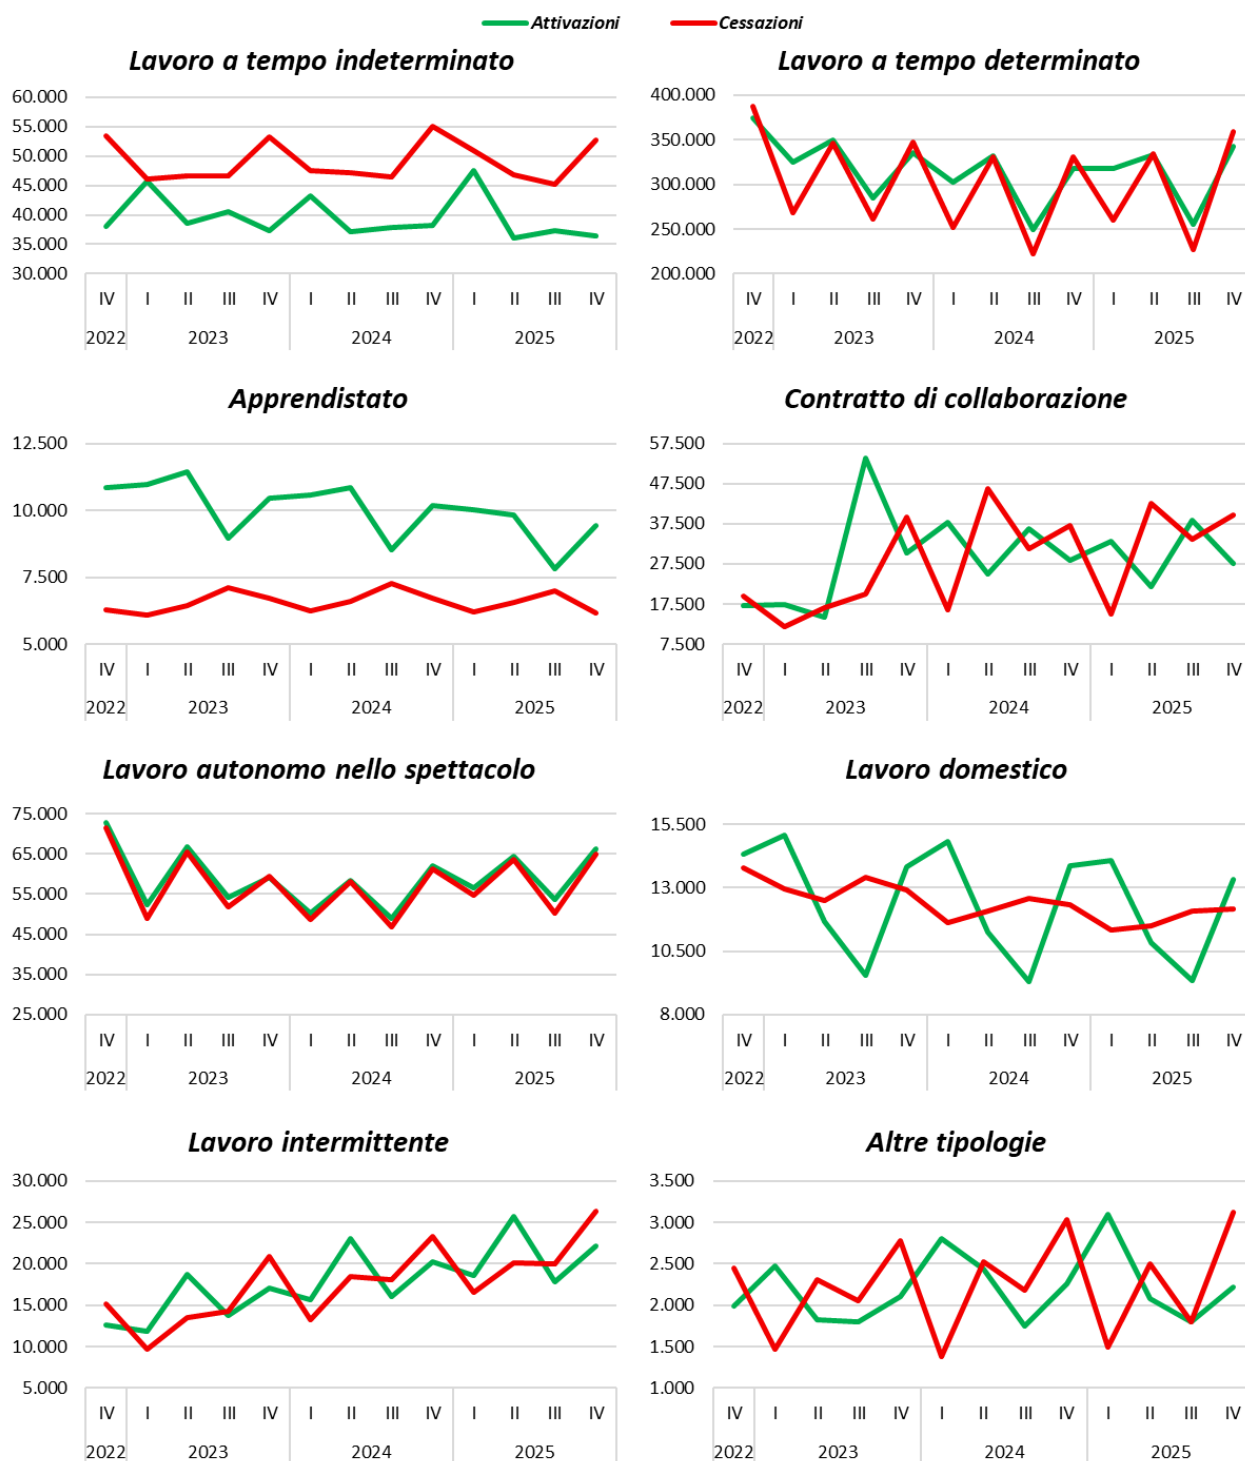 Attivazioni Cessazioni
Lavoro a tempo indeterminato
60.000
55.000
50.000
45.000
40.000
35.000
30.000
IV I II III IV I II III IV I II III IV
2022 2023 2024 2025
Lavoro a tempo determinato
400.000
350.000
300.000
250.000
200.000
IV I II III IV I II III IV I II III IV
2022 2023 2024 2025
Apprendistato
12.500
10.000
7.500
5.000
IV I II III IV I II III IV I II III IV
2022 2023 2024 2025
Contratto di collaborazione
57.500
47.500
37.500
27.500
17.500
7.500
IV I II III IV I II III IV I II III IV
2022 2023 2024 2025
Lavoro autonomo nello spettacolo
75.000
65.000
55.000
45.000
35.000
25.000
IV I II III IV I II III IV I II III IV
2022 2023 2024 2025
Lavoro domestico
15.500
13.000
10.500
8.000
IV I II III IV I II III IV I II III IV
2022 2023 2024 2025
Lavoro intermittente
30.000
25.000
20.000
15.000
10.000
5.000
IV I II III IV I II III IV I II III IV
2022 2023 2024 2025
Altre tipologie
3.500
3.000
2.500
2.000
1.500
1.000
IV I II III IV I II III IV I II III IV
2022 2023 2024 2025